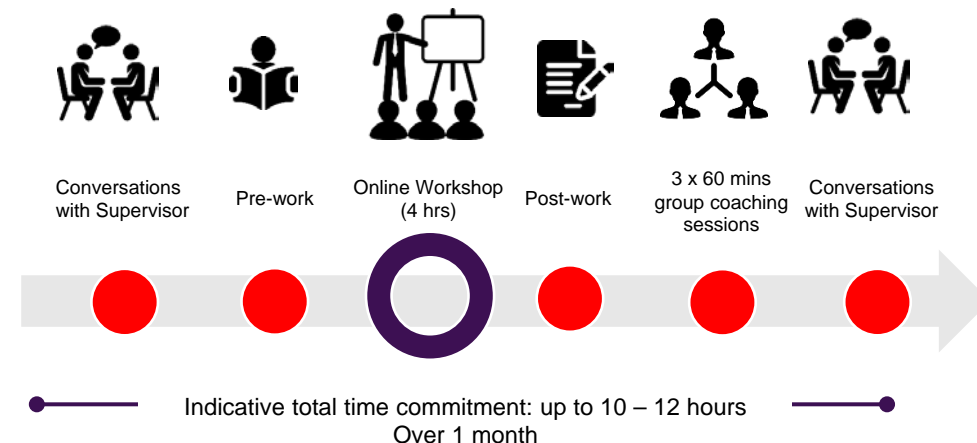 Conversations
with Supervisor
Pre-work
Online Workshop
(4 hrs)
Post-work
3 x 60 mins
group coaching
sessions
Conversations
with Supervisor
Indicative total time commitment: up to 10 – 12 hours
Over 1 month